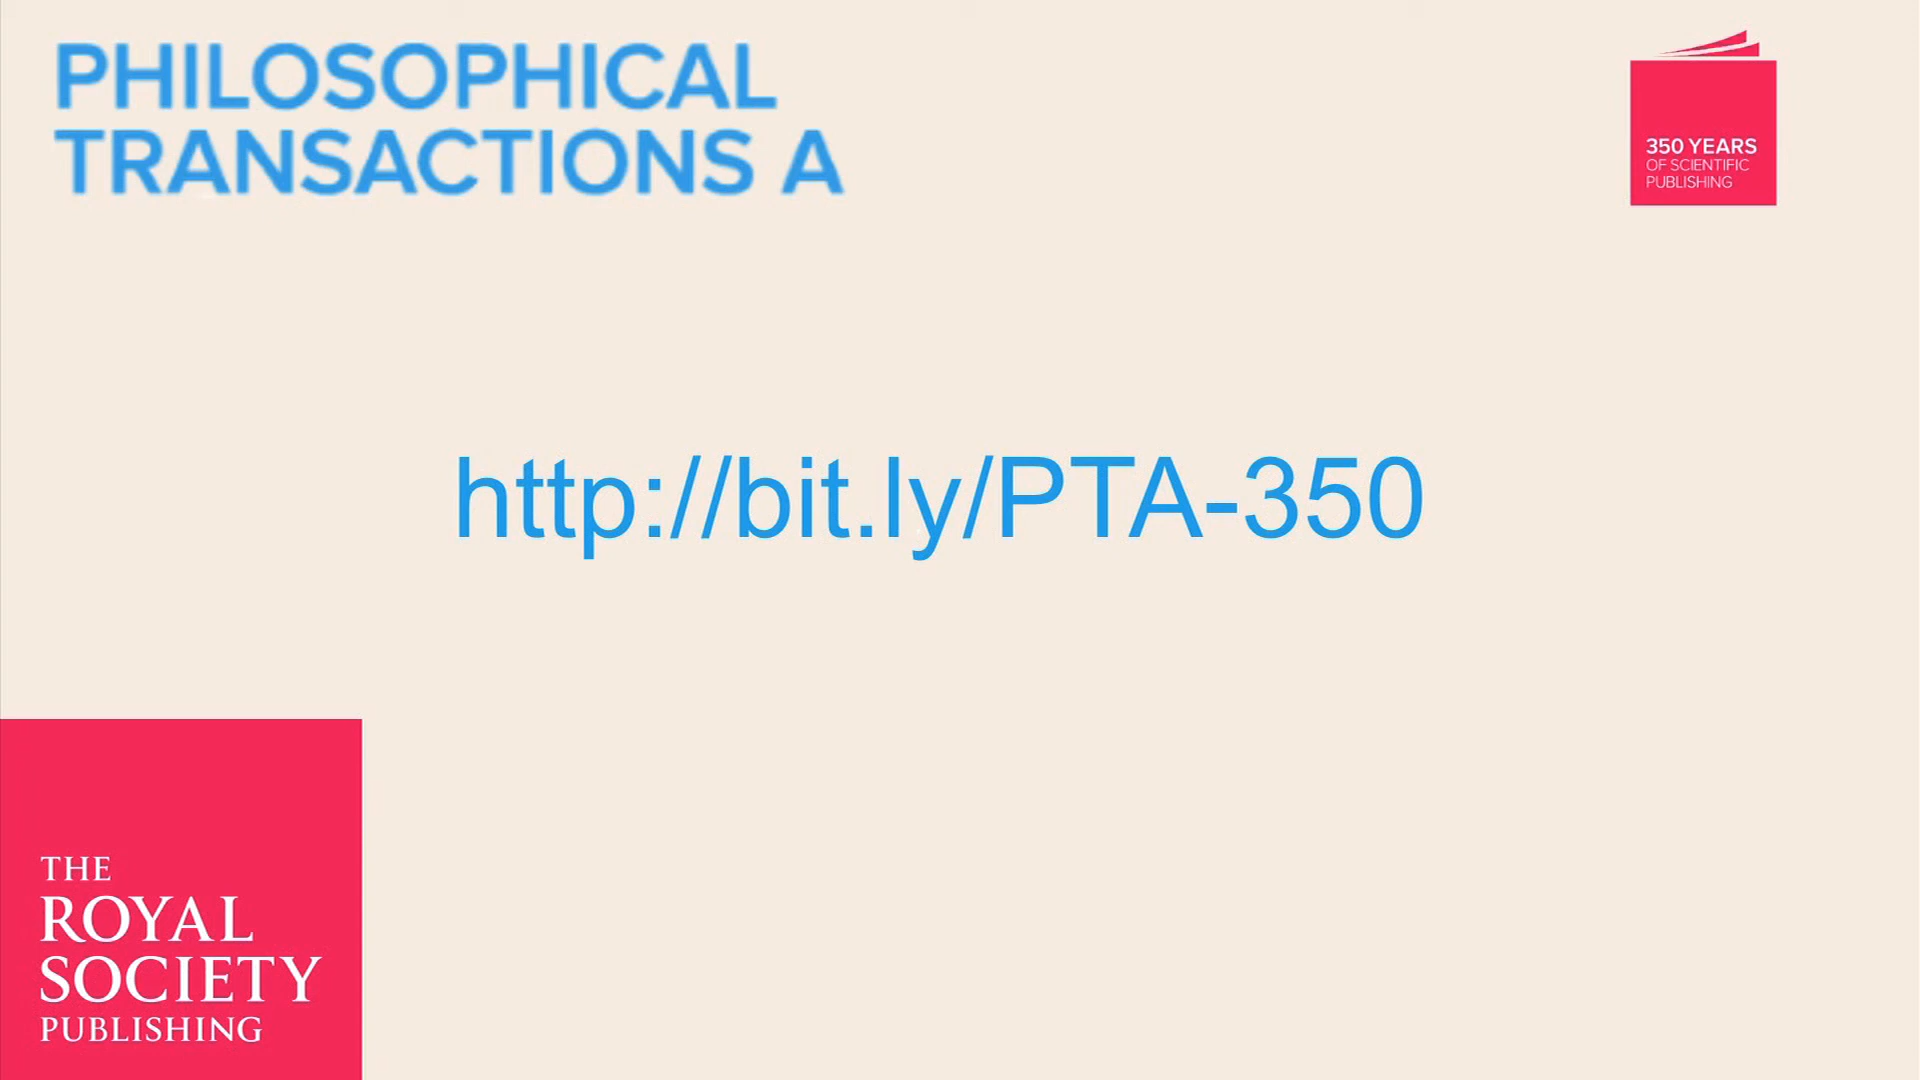 PHILOSOPHICAL
TRANSACTIONS A
350 YEARS
OF SCIENTIFIC
PUBLISHING
http://bit.ly/PTA-350
THE
ROYAL
SOCIETY
PUBLISHING